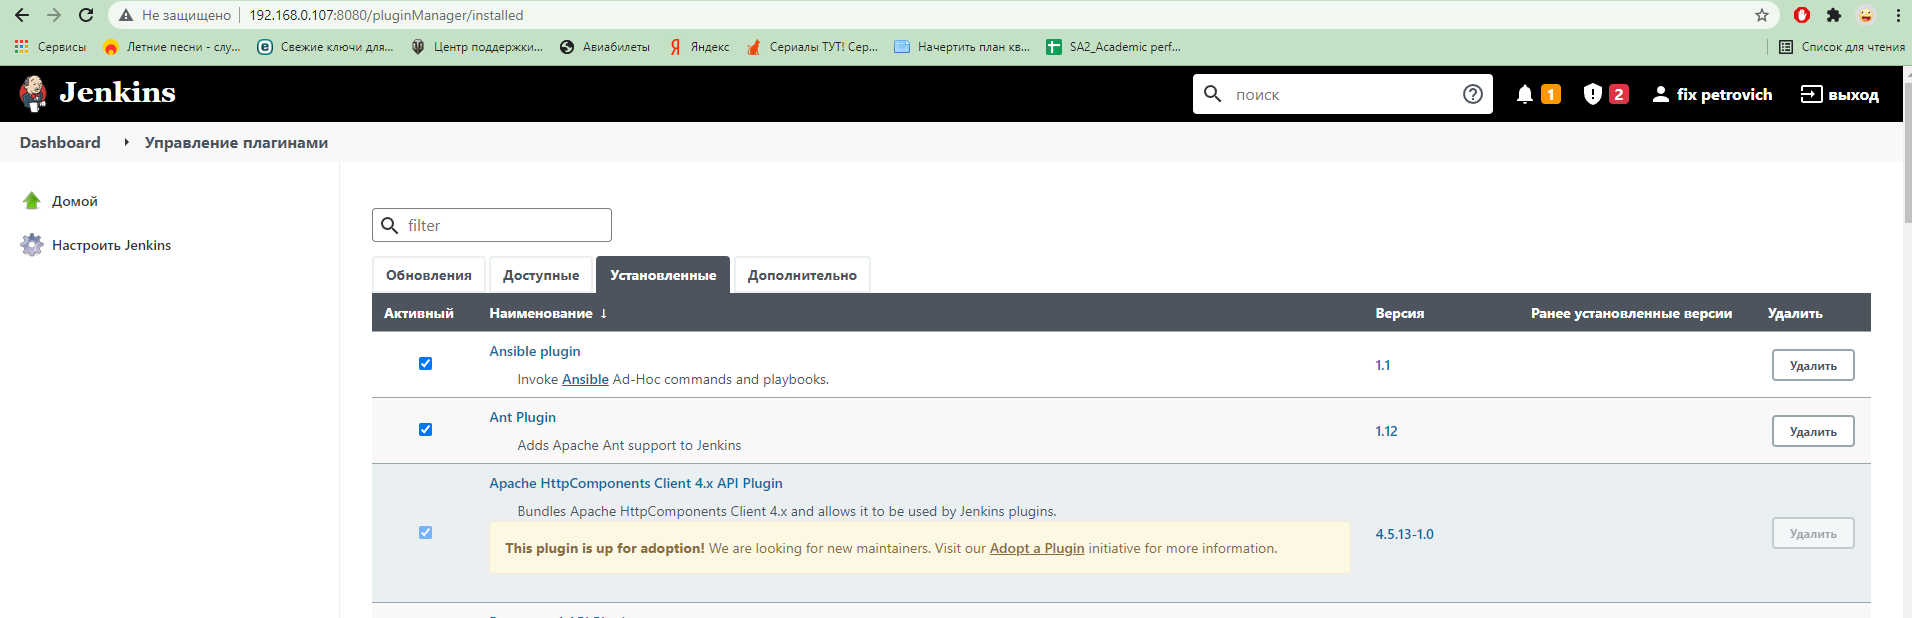 Не защищено 192.168.0.107:8080/pluginManager/installed
Сервисы Летние песни - слу... Свежие ключи для... Центр поддержки... Авиабилеты Яндекс Сериалы ТУТ! Сер... Начертить план кв... SA2_Academic perf... Список для чтения
Jenkins поиск 1 2 fix petrovich выход
Dashboard Управление плагинами
Домой
Настроить Jenkins
filter
Обновления Доступные Установленные Дополнительно
Активный Наименование ↓ Версия Ранее установленные версии Удалить
Ansible plugin
Invoke Ansible Ad-Hoc commands and playbooks.
1.1 Удалить
Ant Plugin
Adds Apache Ant support to Jenkins
1.12 Удалить
Apache HttpComponents Client 4.x API Plugin
Bundles Apache HttpComponents Client 4.x and allows it to be used by Jenkins plugins.
This plugin is up for adoption! We are looking for new maintainers. Visit our Adopt a Plugin initiative for more information.
4.5.13-1.0 Удалить